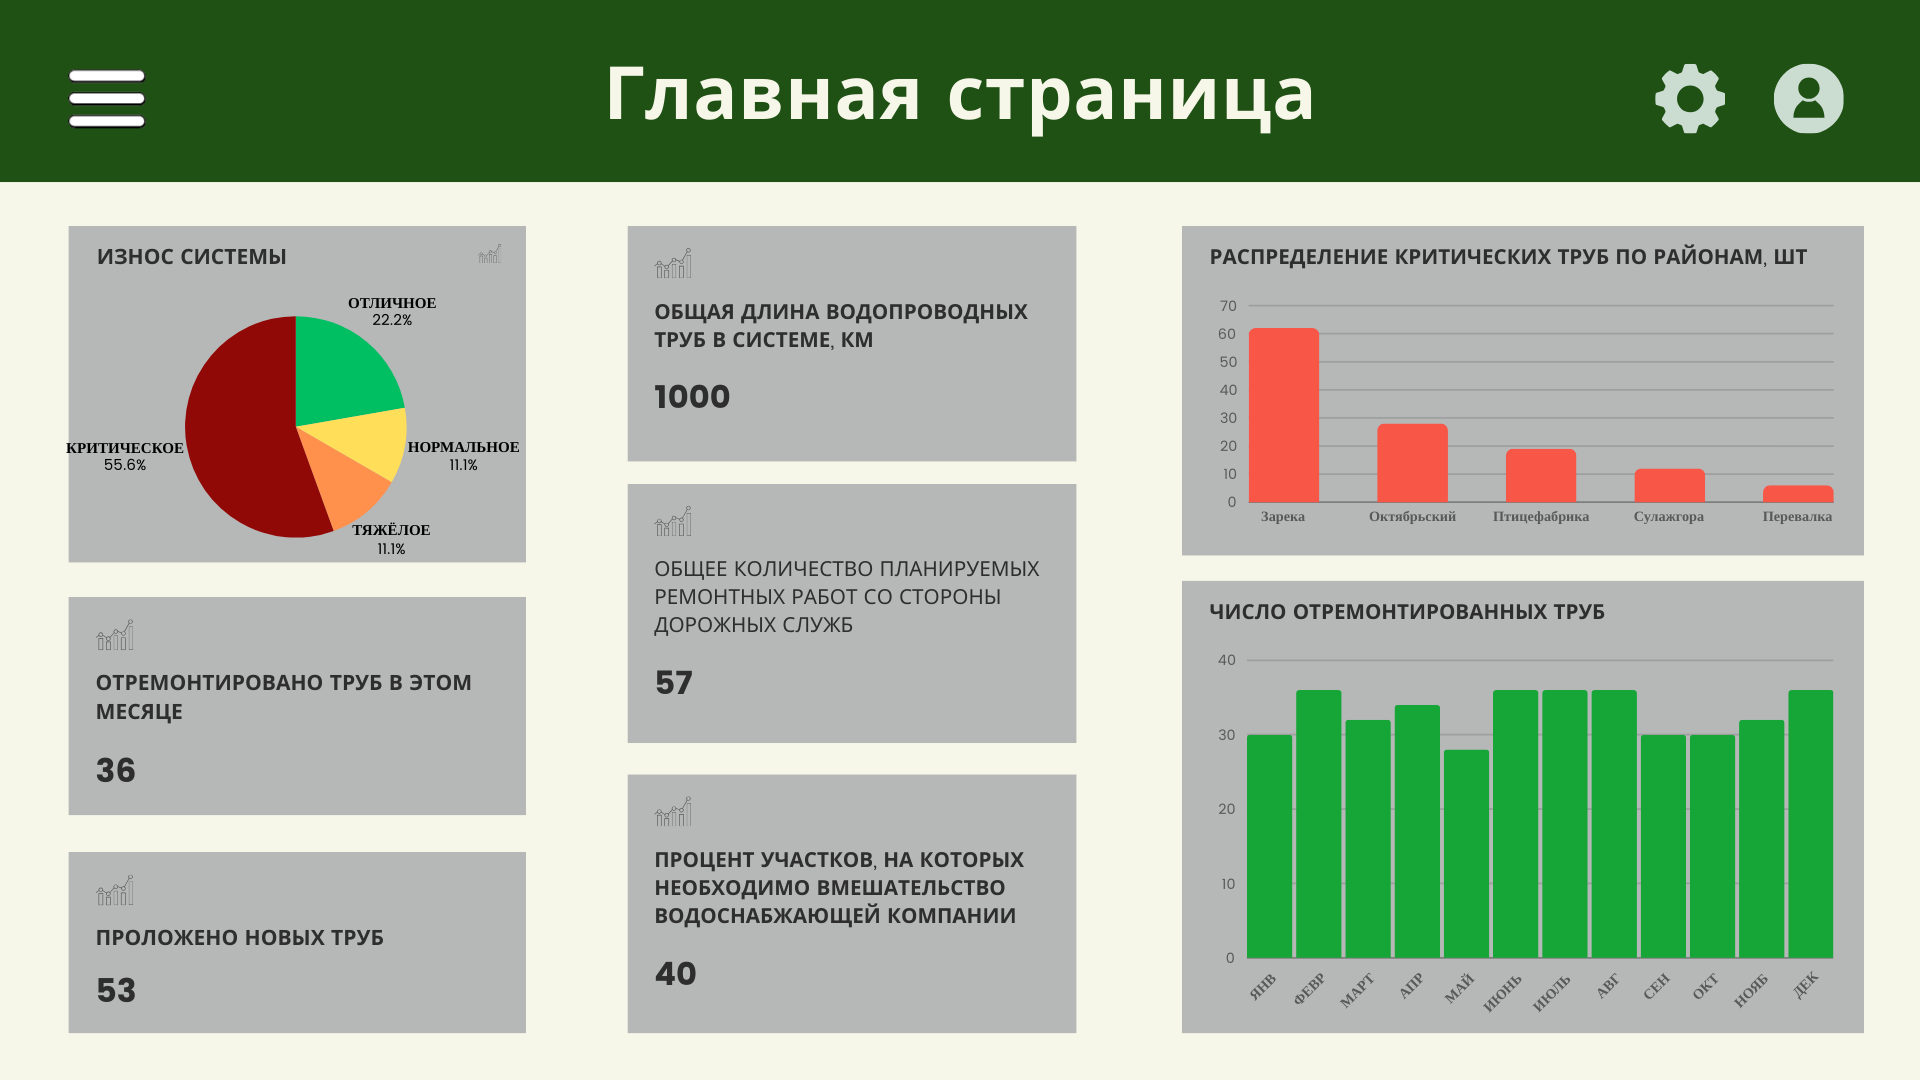 Главная страница
ИЗНОС СИСТЕМЫ
ОТЛИЧНОЕ
22.2%
КРИТИЧЕСКОЕ
55.6%
НОРМАЛЬНОЕ
11.1%
ТЯЖЁЛОЕ
11.1%
ОТРЕМОНТИРОВАНО ТРУБ В ЭТОМ
МЕСЯЦЕ
36
ПРОЛОЖЕНО НОВЫХ ТРУБ
53
ОБЩАЯ ДЛИНА ВОДОПРОВОДНЫХ
ТРУБ В СИСТЕМЕ, КМ
1000
ОБЩЕЕ КОЛИЧЕСТВО ПЛАНИРУЕМЫХ
РЕМОНТНЫХ РАБОТ СО СТОРОНЫ
ДОРОЖНЫХ СЛУЖБ
57
ПРОЦЕНТ УЧАСТКОВ, НА КОТОРЫХ
НЕОБХОДИМО ВМЕШАТЕЛЬСТВО
ВОДОСНАБЖАЮЩЕЙ КОМПАНИИ
40
РАСПРЕДЕЛЕНИЕ КРИТИЧЕСКИХ ТРУБ ПО РАЙОНАМ, ШТ
70
60
50
40
30
20
10
0
Зарека Октябрьский Птицефабрика Сулажгора Перевалка
ЧИСЛО ОТРЕМОНТИРОВАННЫХ ТРУБ
40
30
20
10
0
ЯНВ ФЕВР МАРТ АПР МАЙ ИЮНЬ ИЮЛЬ АВГ СЕН ОКТ НОЯБ ДЕК